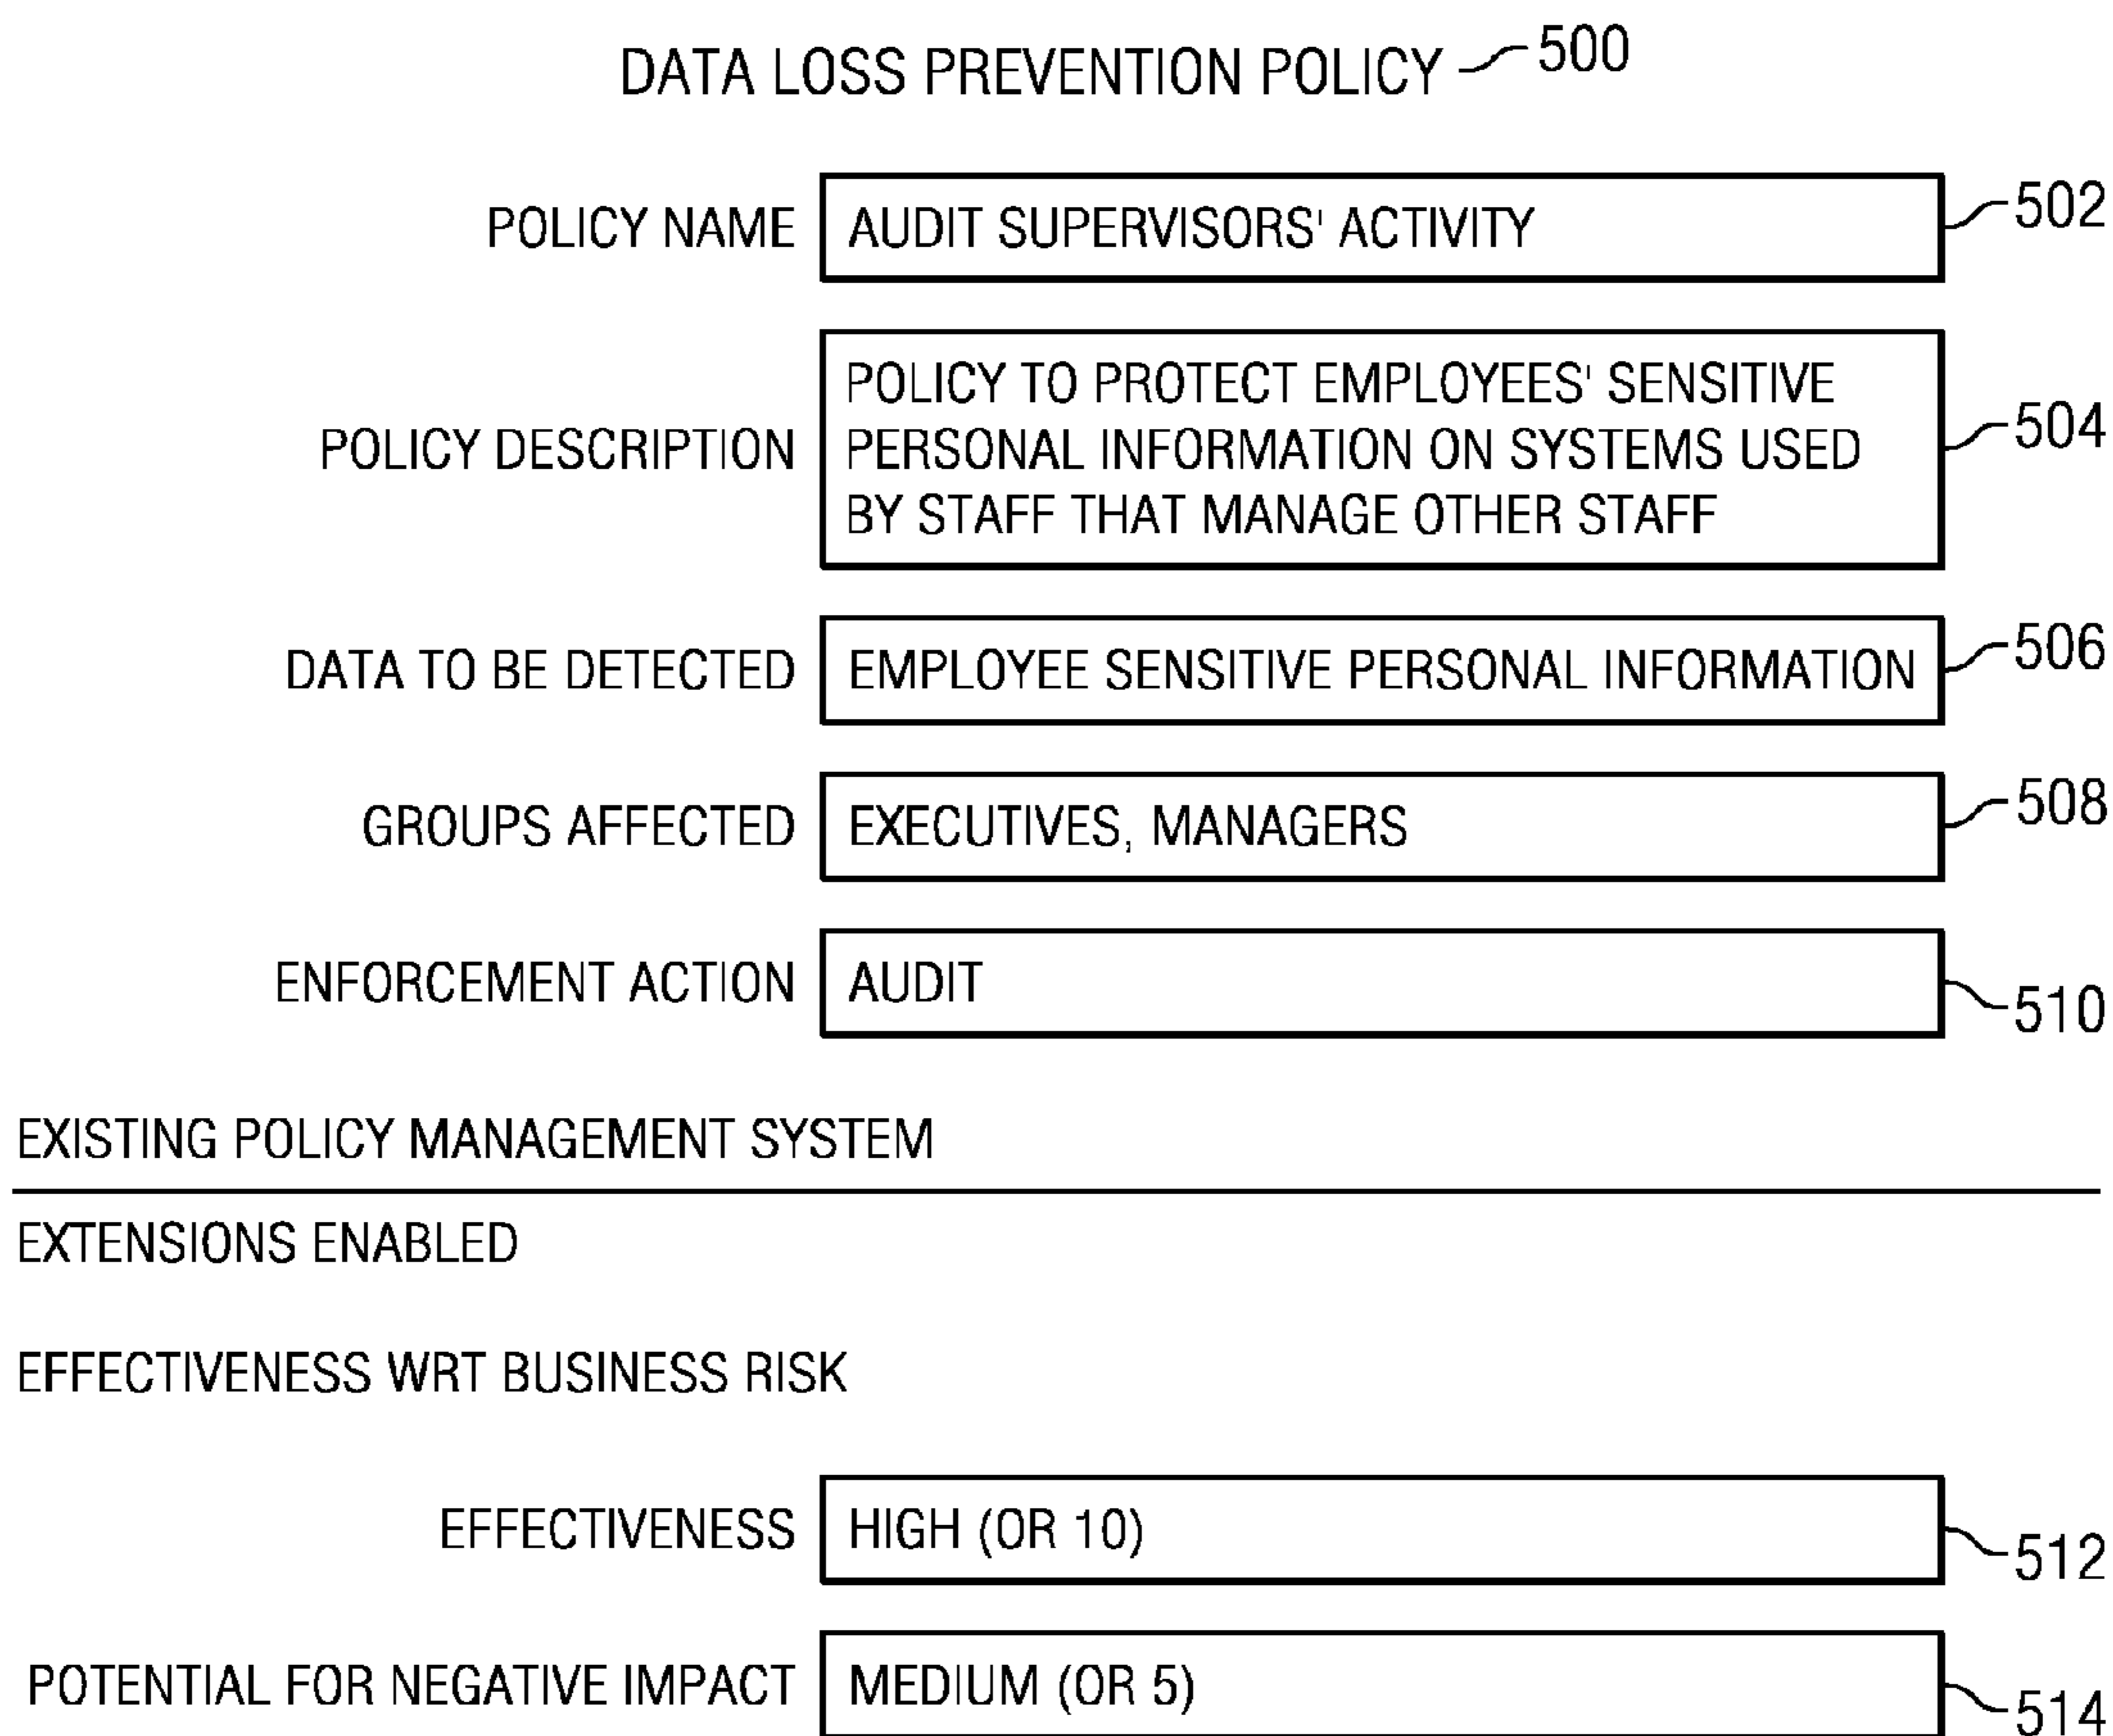 DATA LOSS PREVENTION POLICY 500
POLICY NAME AUDIT SUPERVISORS' ACTIVITY 502
POLICY TO PROTECT EMPLOYEES' SENSITIVE
POLICY DESCRIPTION PERSONAL INFORMATION ON SYSTEMS USED 504
BY STAFF THAT MANAGE OTHER STAFF
DATA TO BE DETECTED EMPLOYEE SENSITIVE PERSONAL INFORMATION 506
GROUPS AFFECTED EXECUTIVES, MANAGERS 508
ENFORCEMENT ACTION AUDIT 510
EXISTING POLICY MANAGEMENT SYSTEM
EXTENSIONS ENABLED
EFFECTIVENESS WRT BUSINESS RISK
EFFECTIVENESS HIGH (OR 10) 512
POTENTIAL FOR NEGATIVE IMPACT MEDIUM (OR 5) 514